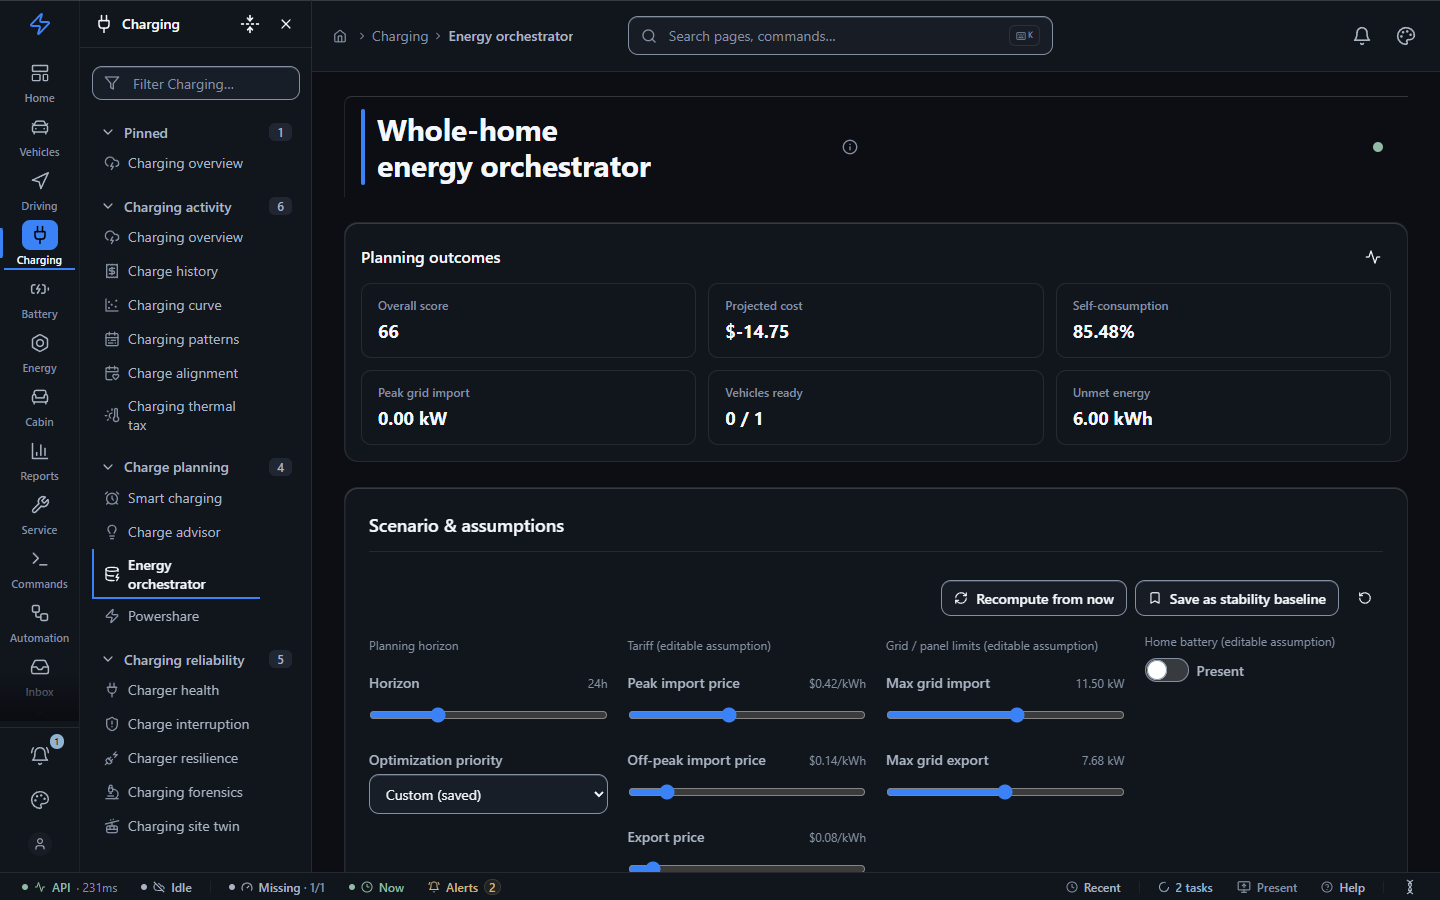 Charging
Charging
Energy orchestrator
Search pages, commands...
K
Home
Vehicles
Driving
Charging
Battery
Energy
Cabin
Reports
Service
Commands
Automation
Inbox
1
Filter Charging...
Pinned
1
Charging overview
Charging activity
6
Charging overview
Charge history
Charging curve
Charging patterns
Charge alignment
Charging thermal
tax
Charge planning
4
Smart charging
Charge advisor
Energy
orchestrator
Powershare
Charging reliability
5
Charger health
Charge interruption
Charger resilience
Charging forensics
Charging site twin
Whole-home
energy orchestrator
Planning outcomes
Overall score
66
Projected cost
$-14.75
Self-consumption
85.48%
Peak grid import
0.00 kW
Vehicles ready
0 / 1
Unmet energy
6.00 kWh
Scenario & assumptions
Recompute from now
Save as stability baseline
Planning horizon
Horizon
24h
Optimization priority
Custom (saved)
Tariff (editable assumption)
Peak import price
$0.42/kWh
Off-peak import price
$0.14/kWh
Export price
$0.08/kWh
Grid / panel limits (editable assumption)
Max grid import
11.50 kW
Max grid export
7.68 kW
Home battery (editable assumption)
Present
API · 231ms
Idle
Missing · 1/1
Now
Alerts 2
Recent
2 tasks
Present
Help